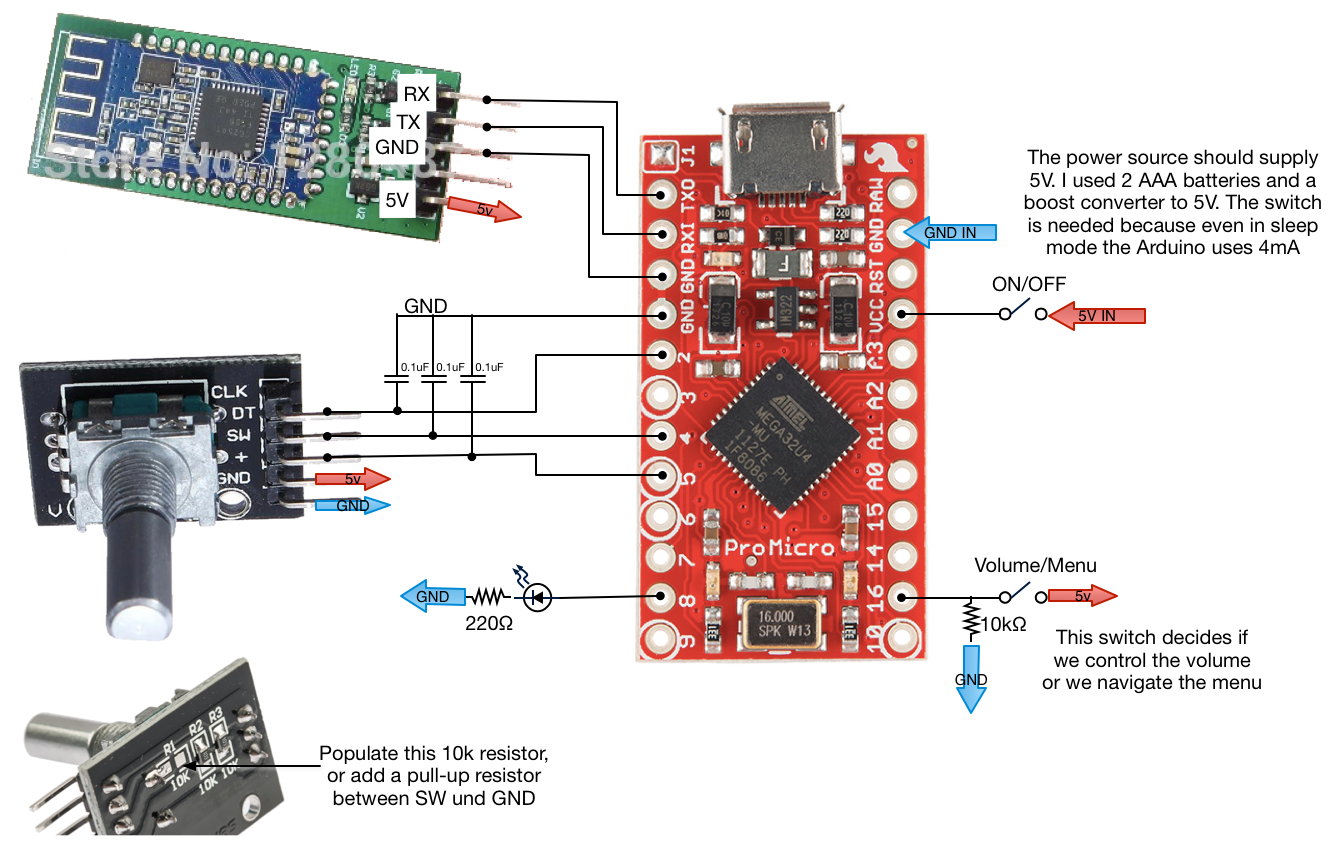 RX
TX
GND
5V
5v
LED
R3
U2
J1
TXO
RXI
GND
GND
2
3
4
5
6
7
8
9
RAW
GND
RST
VCC
A3
A2
A1
A0
15
14
16
10
GND IN
The power source should supply
5V. I used 2 AAA batteries and a
boost converter to 5V. The switch
is needed because even in sleep
mode the Arduino uses 4mA
ON/OFF
5V IN
GND
0.1uF
0.1uF
0.1uF
CLK
DT
SW
+
GND
5v
GND
ATMEL
MEGA32U4
-MU
1127E PH
1F8086
ProMicro
16.000
SPK W13
GND
220Ω
Volume/Menu
5v
10kΩ
GND
This switch decides if
we control the volume
or we navigate the menu
R1
R2
R3
10K
10K
10K
Populate this 10k resistor,
or add a pull-up resistor
between SW und GND